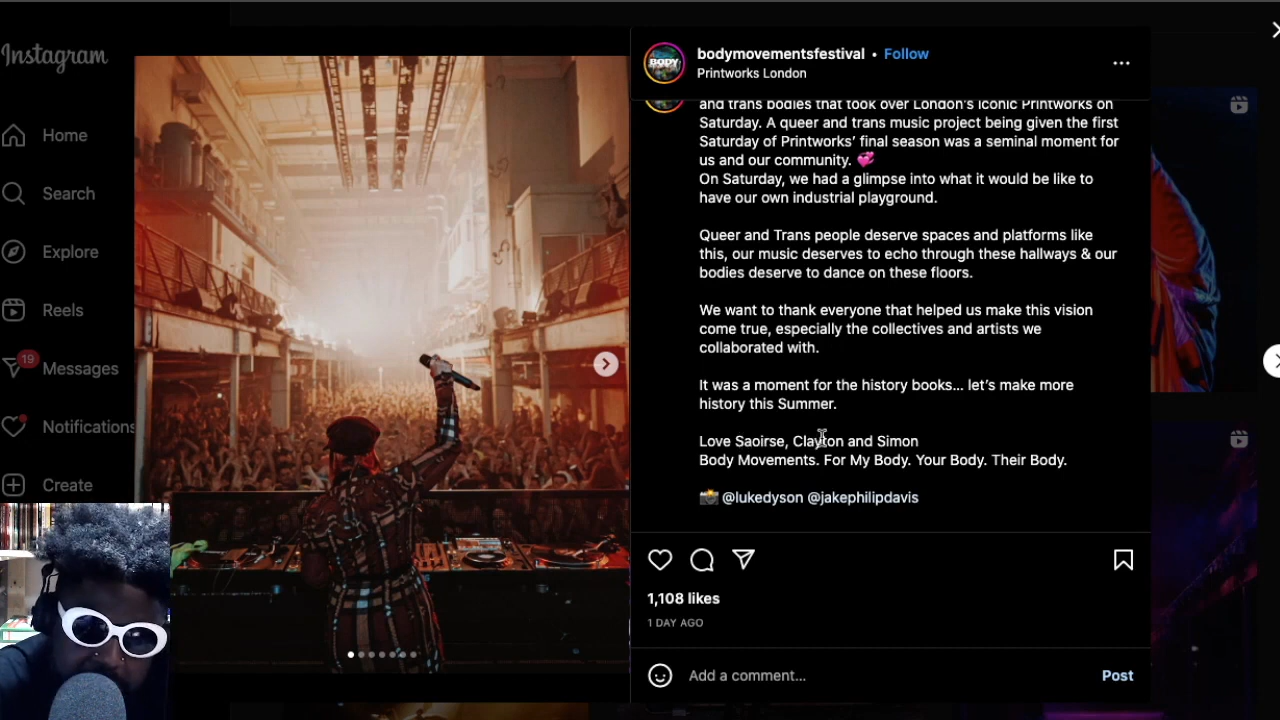 Instagram
Home
Search
Explore
Reels
19
Messages
Notifications
Create
BODY
bodymovementsfestival • Follow
Printworks London
and trans bodies that took over London's iconic Printworks on
Saturday. A queer and trans music project being given the first
Saturday of Printworks' final season was a seminal moment for
us and our community. 💞
On Saturday, we had a glimpse into what it would be like to
have our own industrial playground.
Queer and Trans people deserve spaces and platforms like
this, our music deserves to echo through these hallways & our
bodies deserve to dance on these floors.
We want to thank everyone that helped us make this vision
come true, especially the collectives and artists we
collaborated with.
It was a moment for the history books… let's make more
history this Summer.
Love Saoirse, Clayton and Simon
Body Movements. For My Body. Your Body. Their Body.
📸 @lukedyson @jakephilipdavis
1,108 likes
1 DAY AGO
Add a comment...
Post